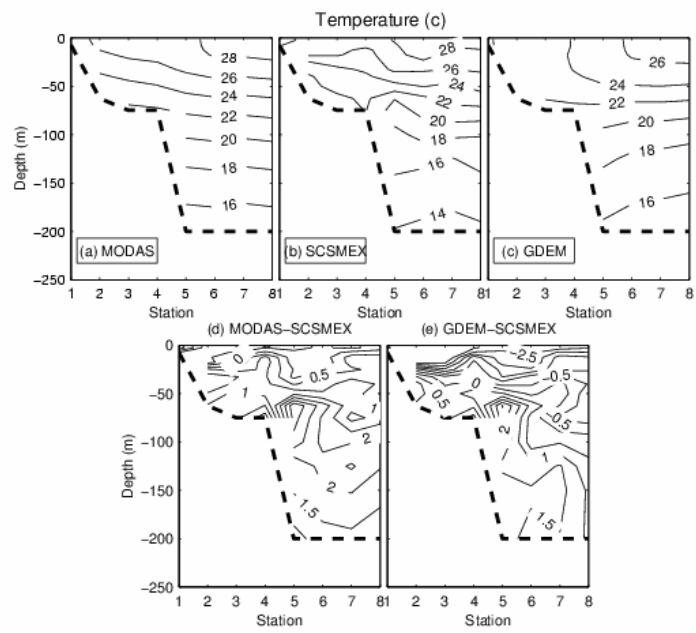 Temperature (c)
0
−50
−100
−150
−200
−250
Depth (m)
28
26
24
22
20
18
16
(a) MODAS
1 2 3 4 5 6 7 8
Station
28
26
24
22
20
18
16
14
(b) SCSMEX
1 2 3 4 5 6 7 8
Station
26
24
22
20
18
16
(c) GDEM
1 2 3 4 5 6 7 8
Station
(d) MODAS−SCSMEX
0
−50
−100
−150
−200
−250
Depth (m)
0
0.5
1
1
2
2
1.5
1 2 3 4 5 6 7 8
Station
(e) GDEM−SCSMEX
−2.5
0
0.5
−0.5
2
1
1.5
1 2 3 4 5 6 7 8
Station